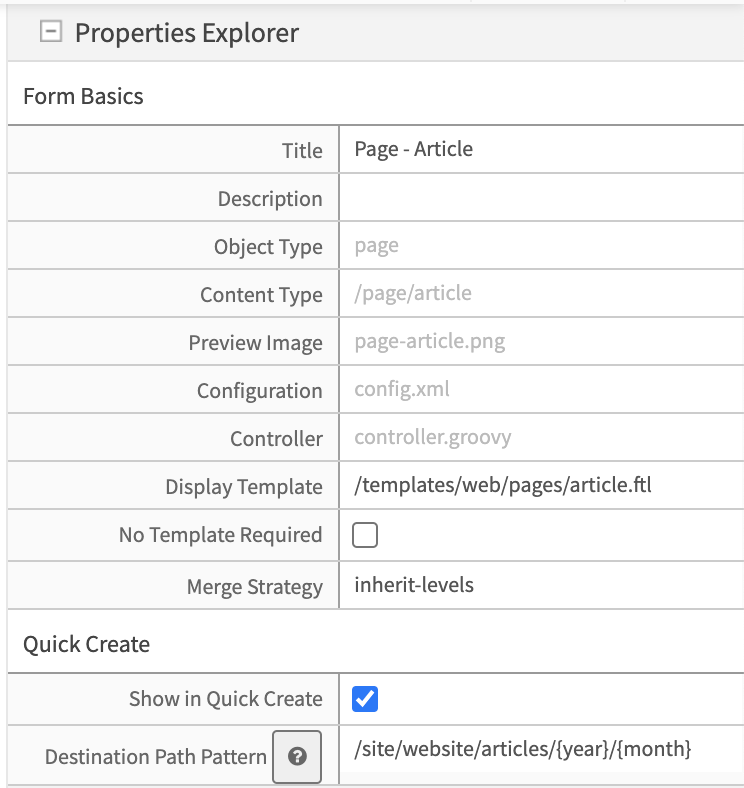 Properties Explorer
Form Basics
Title Page - Article
Description
Object Type page
Content Type /page/article
Preview Image page-article.png
Configuration config.xml
Controller controller.groovy
Display Template /templates/web/pages/article.ftl
No Template Required
Merge Strategy inherit-levels
Quick Create
Show in Quick Create
Destination Path Pattern ? /site/website/articles/{year}/{month}